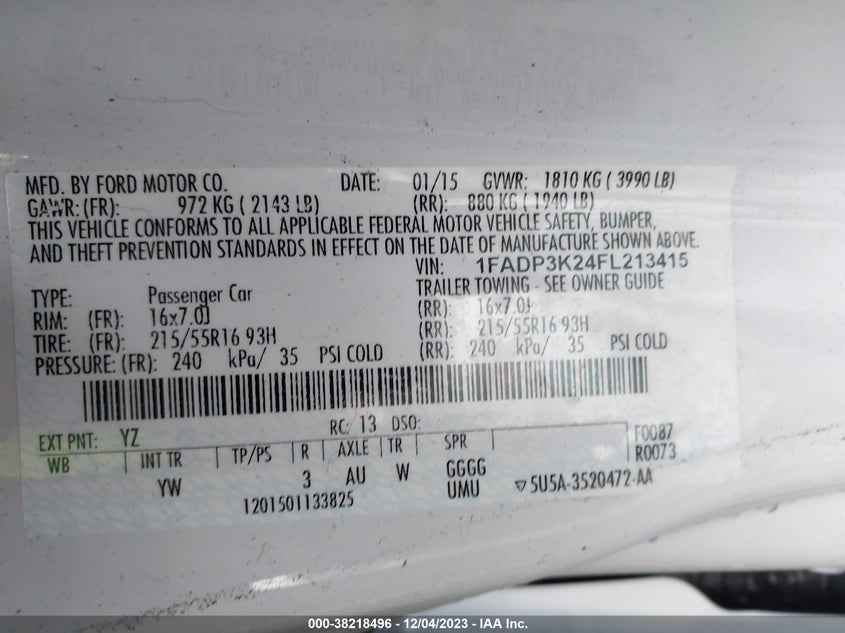 MFD. BY FORD MOTOR CO. DATE: 01/15 GVWR: 1810 KG ( 3990 LB)
GAWR: (FR): 972 KG ( 2143 LB) (RR): 880 KG ( 1940 LB)
THIS VEHICLE CONFORMS TO ALL APPLICABLE FEDERAL MOTOR VEHICLE SAFETY, BUMPER,
AND THEFT PREVENTION STANDARDS IN EFFECT ON THE DATE OF MANUFACTURE SHOWN ABOVE.
VIN: 1FADP3K24FL213415
TYPE: Passenger Car TRAILER TOWING - SEE OWNER GUIDE
RIM: (FR): 16x7.0J (RR): 16x7.0J
TIRE: (FR): 215/55R16 93H (RR): 215/55R16 93H
PRESSURE: (FR): 240 kPa/ 35 PSI COLD (RR): 240 kPa/ 35 PSI COLD
RC: 13 DSO:
EXT PNT: YZ F0087
WB INT TR TP/PS R AXLE TR SPR R0073
YW 3 AU W GGGG
UMU 5U5A-3520472-AA
1201501133825
000-38218496 - 12/04/2023 - IAA Inc.